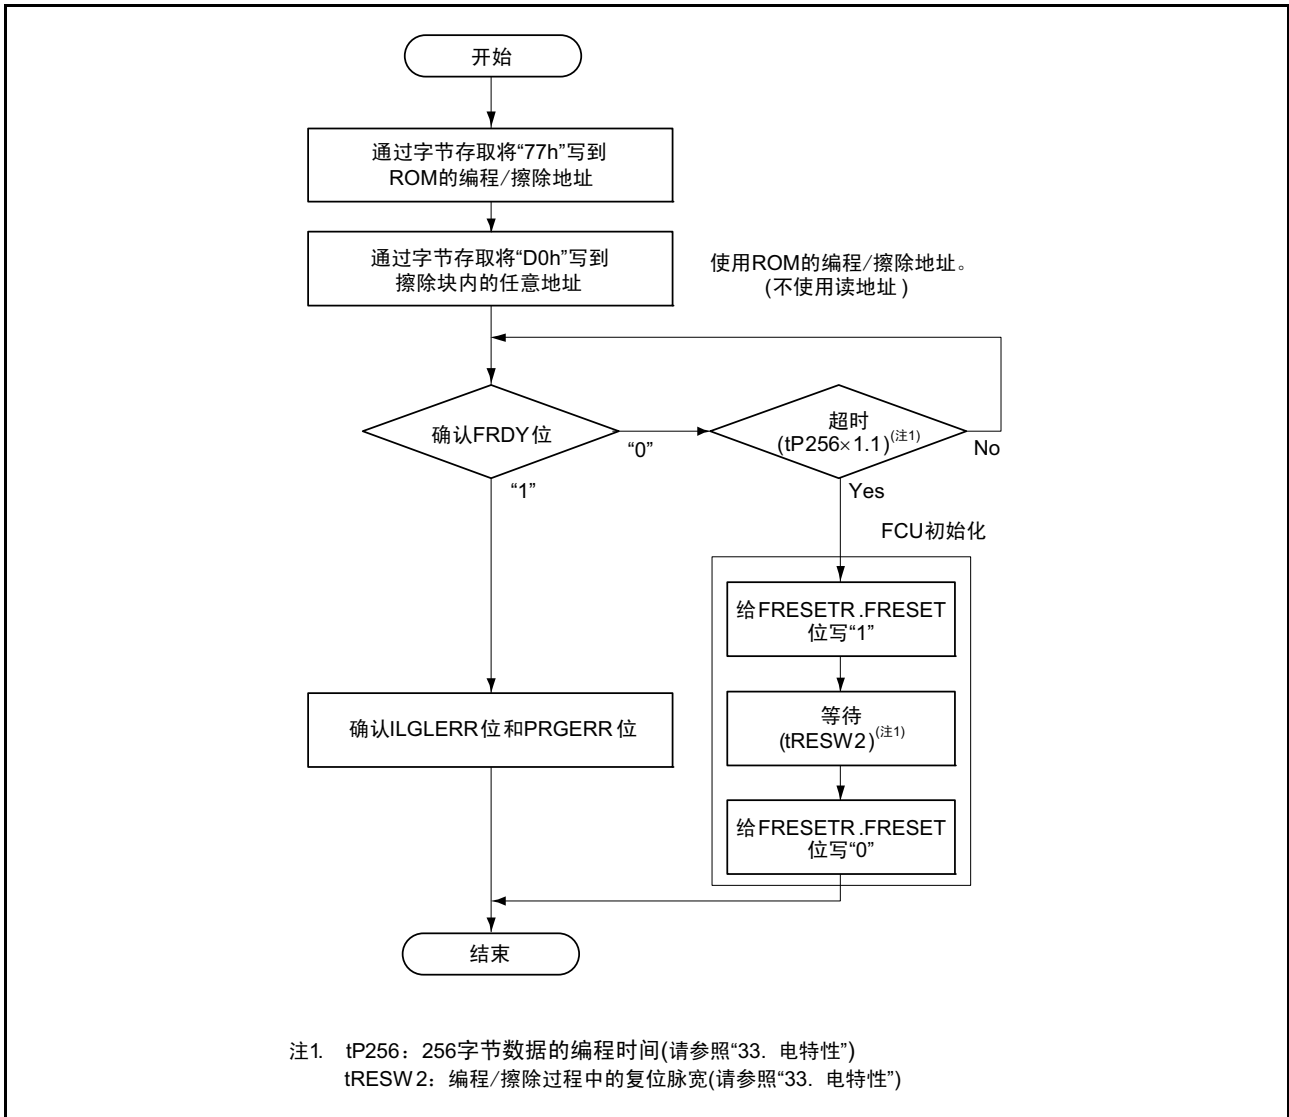 开始
通过字节存取将“77h”写到
ROM的编程/擦除地址
通过字节存取将“D0h”写到
擦除块内的任意地址
使用ROM的编程/擦除地址。
(不使用读地址)
确认FRDY位
“0”
超时
(tP256×1.1)(注1)
No
“1”
Yes
FCU初始化
给FRESETR.FRESET
位写“1”
等待
(tRESW2)(注1)
确认ILGLERR位和PRGERR位
给FRESETR.FRESET
位写“0”
结束
注1. tP256：256字节数据的编程时间(请参照“33. 电特性”)
tRESW2：编程/擦除过程中的复位脉宽(请参照“33. 电特性”)